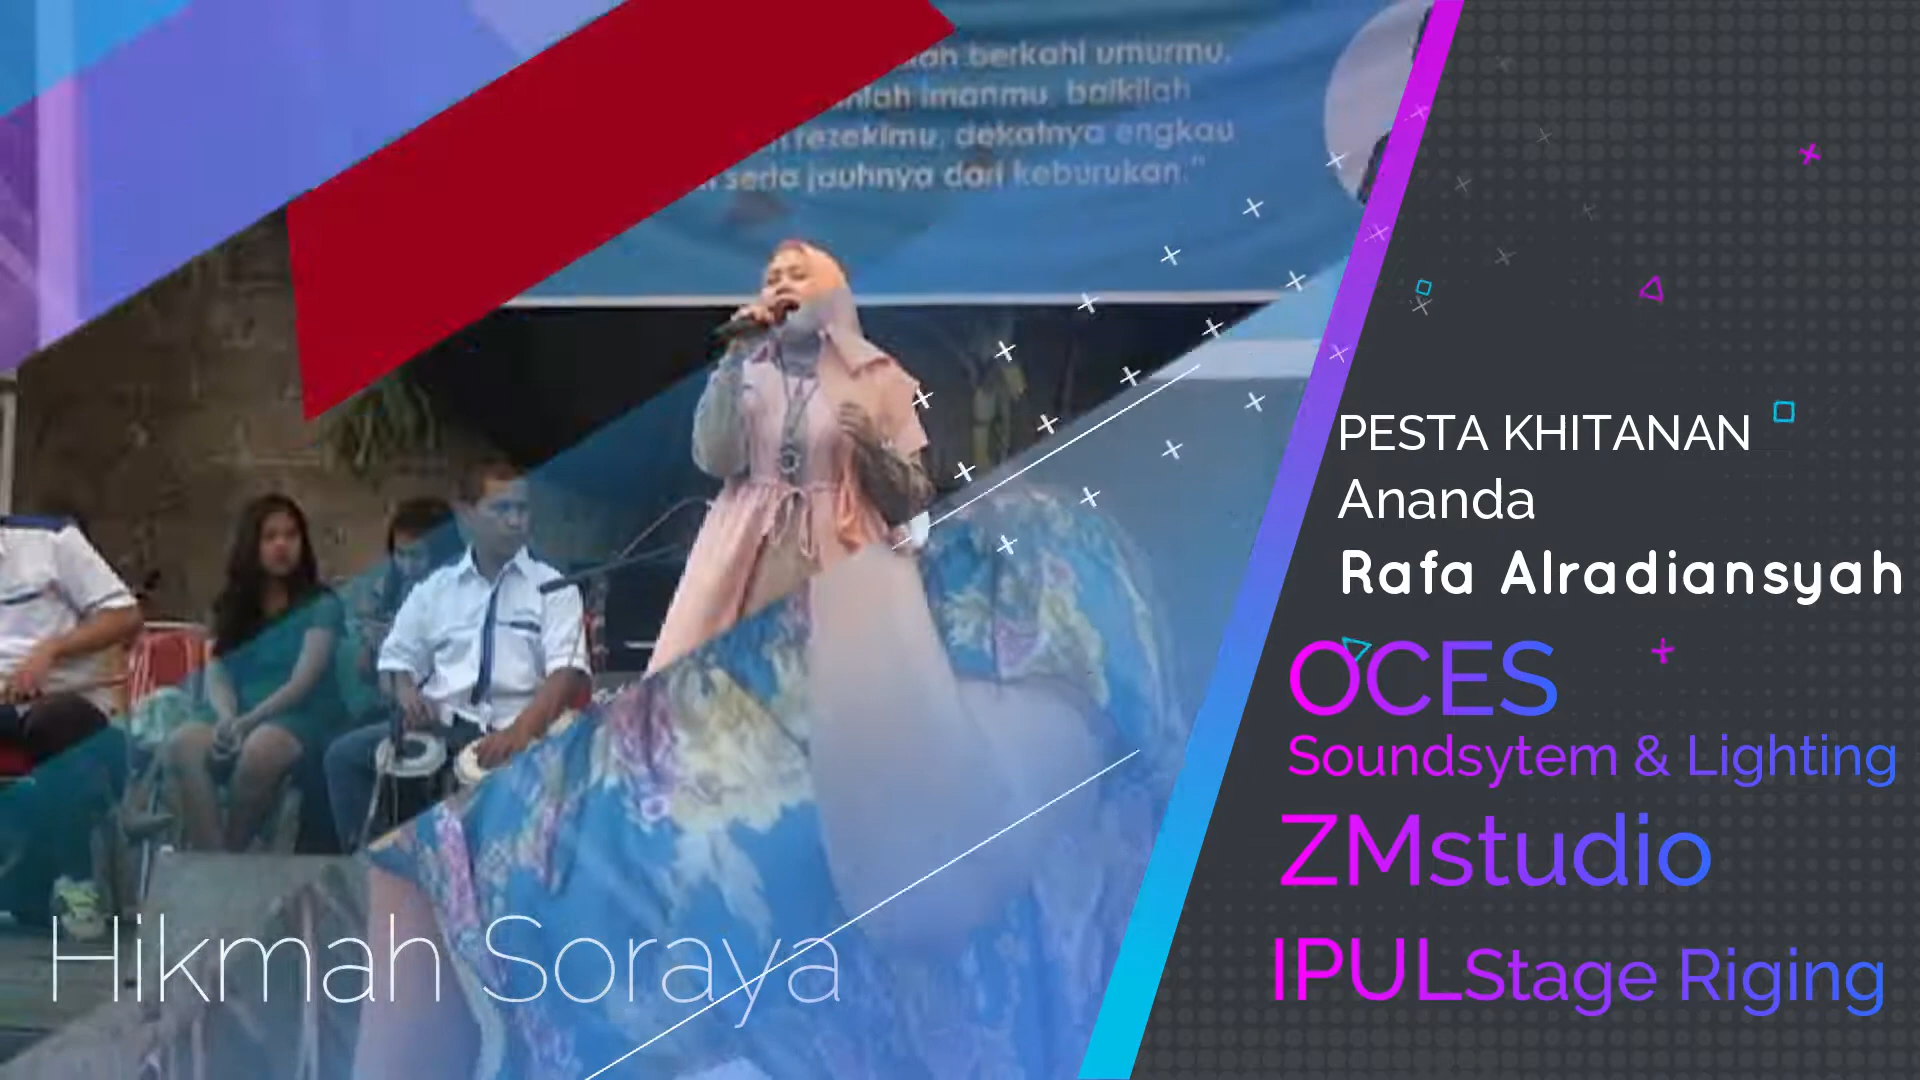 berkahi umurmu,
imanmu, baikilah
rezekimu, dekatnya engkau
serta jauhnya dari keburukan."
PESTA KHITANAN
Ananda
Rafa Alradiansyah
OCES
Soundsytem & Lighting
ZMstudio
IPULStage Riging
Hikmah Soraya